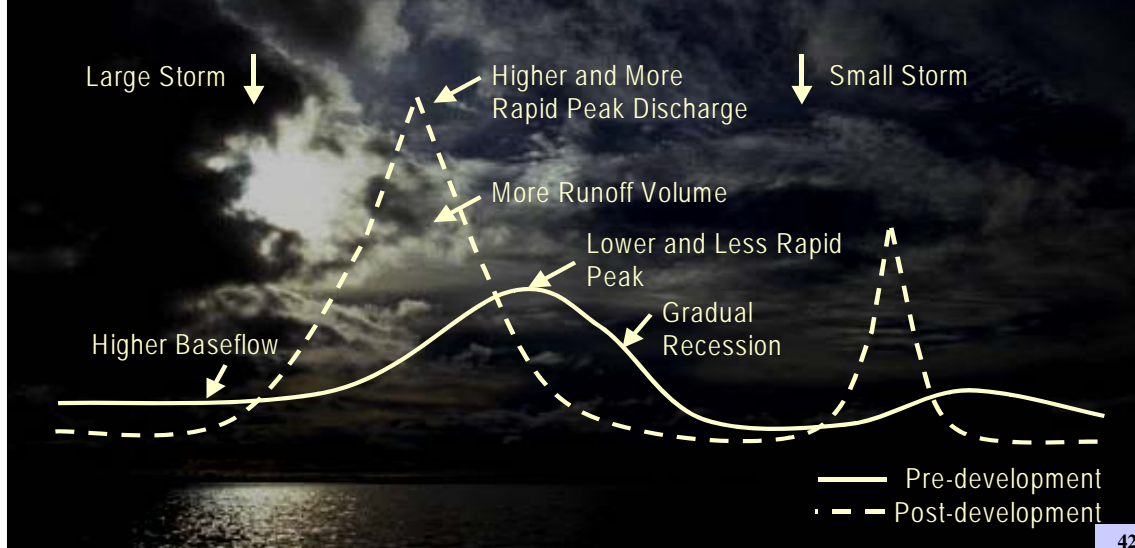 Large Storm
Higher and More
Rapid Peak Discharge
Small Storm
More Runoff Volume
Lower and Less Rapid
Peak
Gradual
Recession
Higher Baseflow
Pre-development
Post-development
42